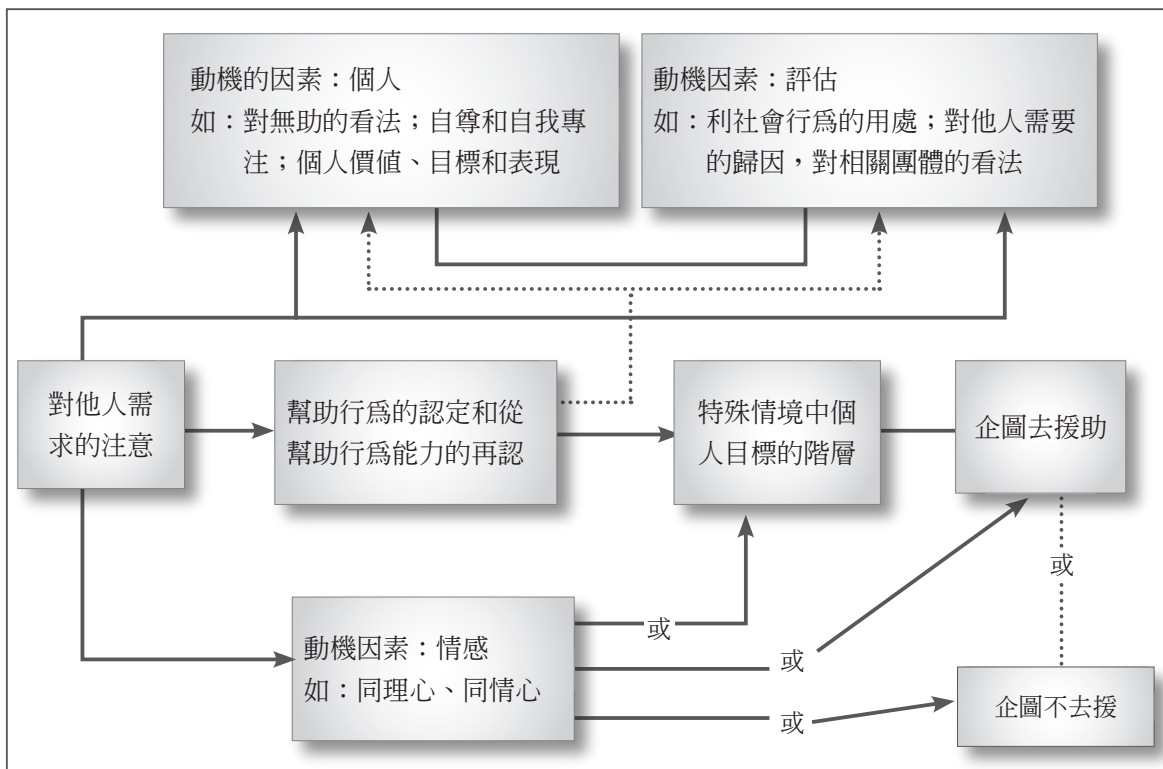 動機的因素：個人
如：對無助的看法；自尊和自我專
注；個人價值、目標和表現
動機因素：評估
如：利社會行為的用處；對他人需要
的歸因，對相關團體的看法
對他人需
求的注意
幫助行為的認定和從
幫助行為能力的再認
特殊情境中個
人目標的階層
企圖去援助
或
動機因素：情感
如：同理心、同情心
或
或
或
企圖不去援